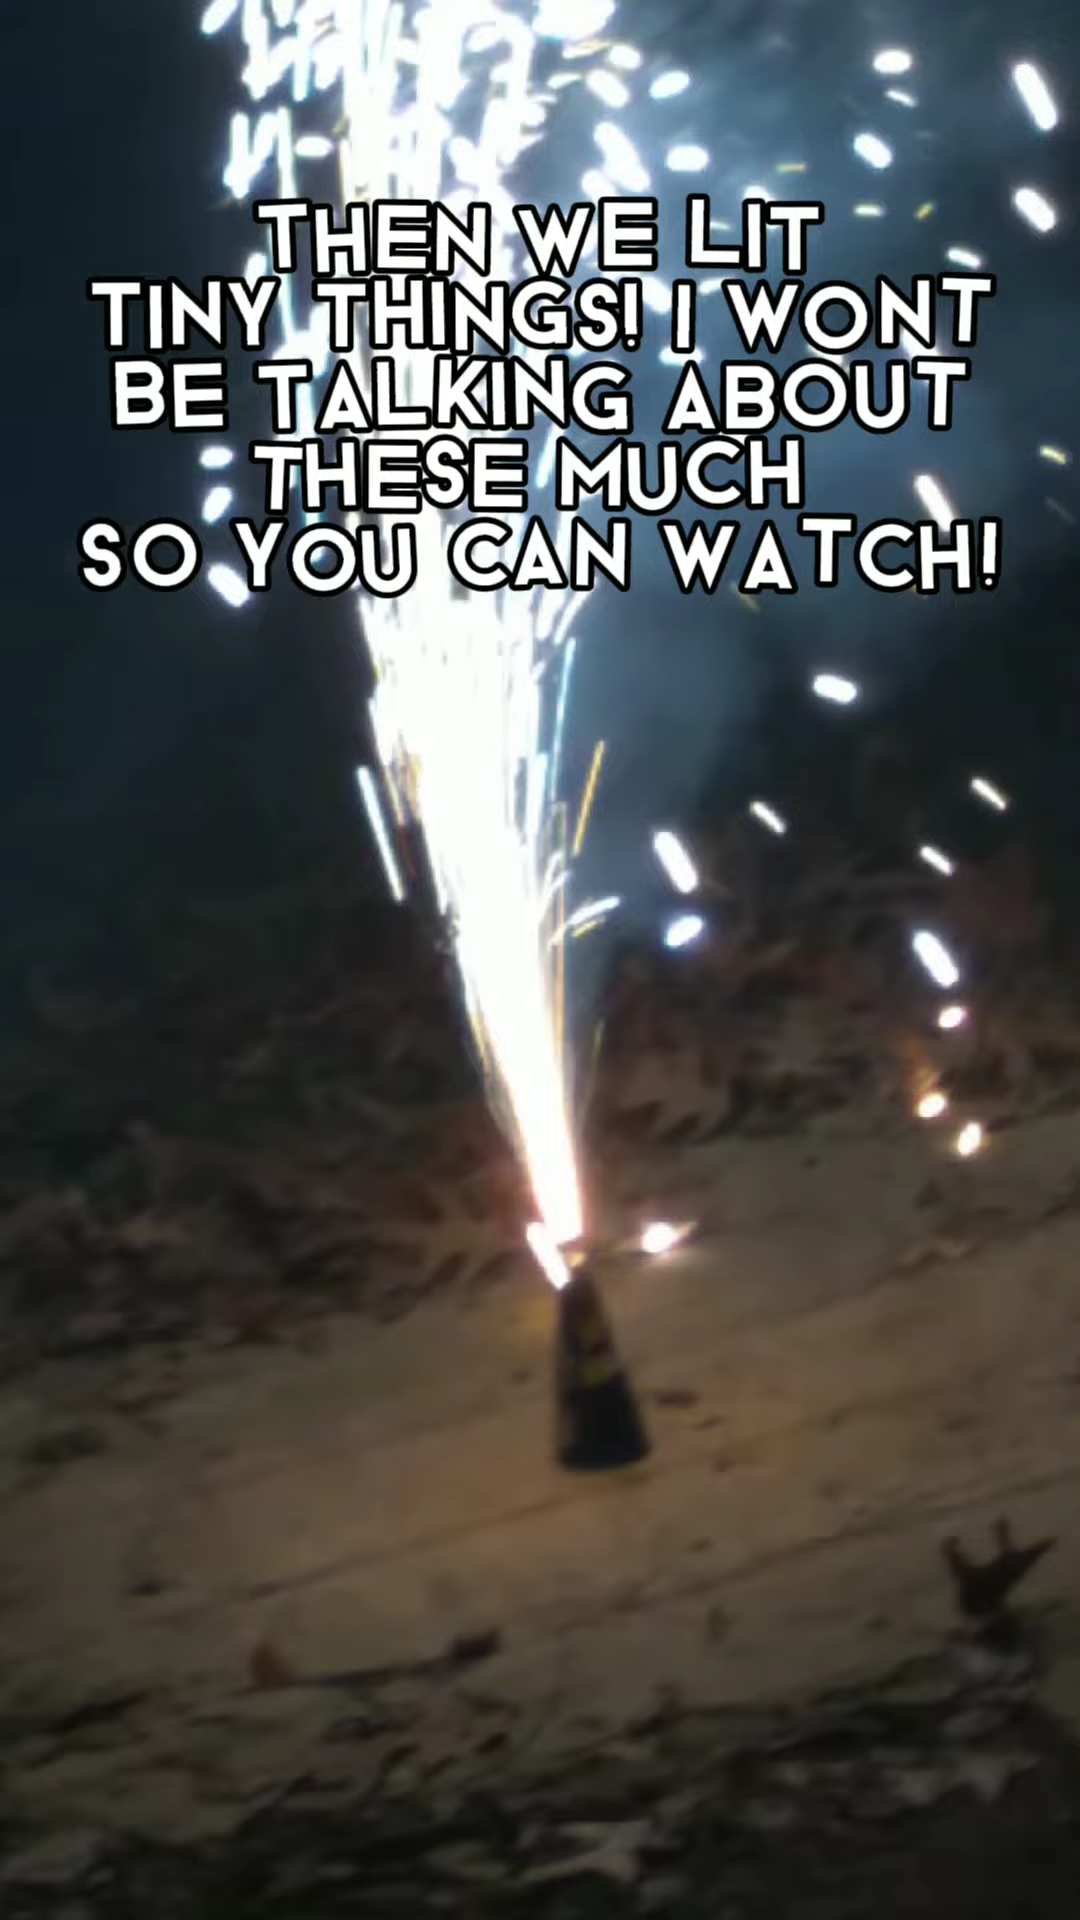 THEN WE LIT
TINY THINGS! I WONT
BE TALKING ABOUT
THESE MUCH
SO YOU CAN WATCH!